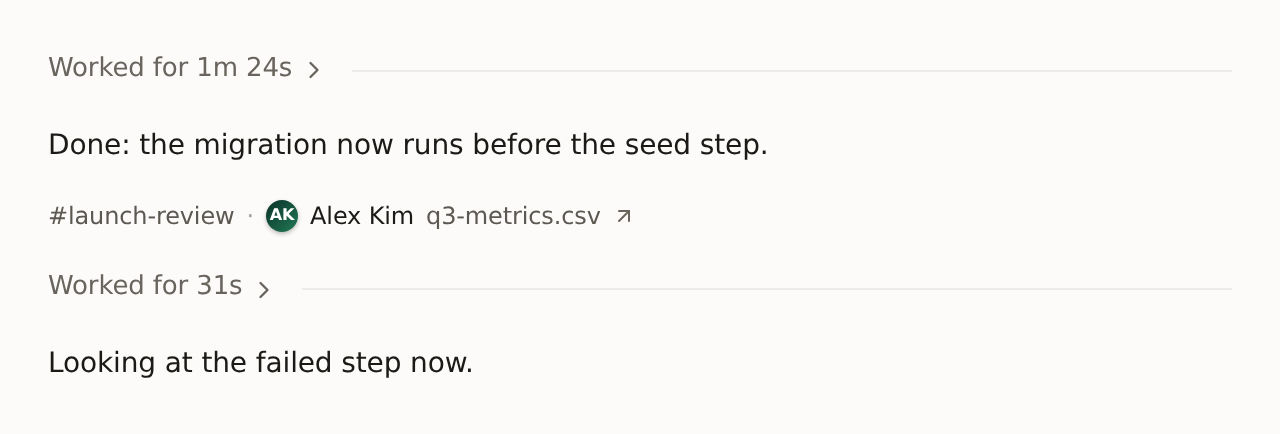 Worked for 1m 24s
Done: the migration now runs before the seed step.
#launch-review · AK Alex Kim q3-metrics.csv
Worked for 31s
Looking at the failed step now.